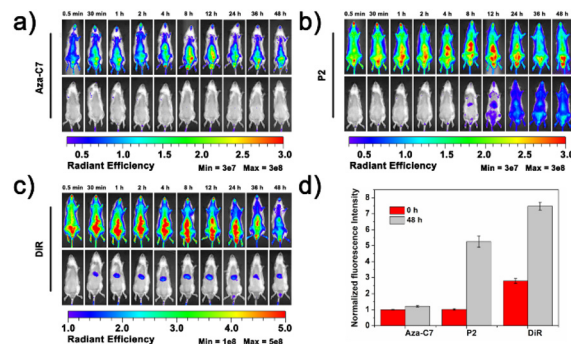 a)
0.5 min 30 min 1 h 2 h 4 h 8 h 12 h 24 h 36 h 48 h
Aza-C7
0.5 1.0 1.5 2.0 2.5 3.0
Radiant Efficiency Min = 3e7 Max = 3e8
b)
0.5 min 30 min 1 h 2 h 4 h 8 h 12 h 24 h 36 h 48 h
P2
0.5 1.0 1.5 2.0 2.5 3.0
Radiant Efficiency Min = 3e7 Max = 3e8
c)
0.5 min 30 min 1 h 2 h 4 h 8 h 12 h 24 h 36 h 48 h
DiR
1.0 2.0 3.0 4.0 5.0
Radiant Efficiency Min = 1e8 Max = 5e8
d)
Normalized fluorescence Intensity
8
7
6
5
4
3
2
1
0
0 h
48 h
Aza-C7 P2 DiR